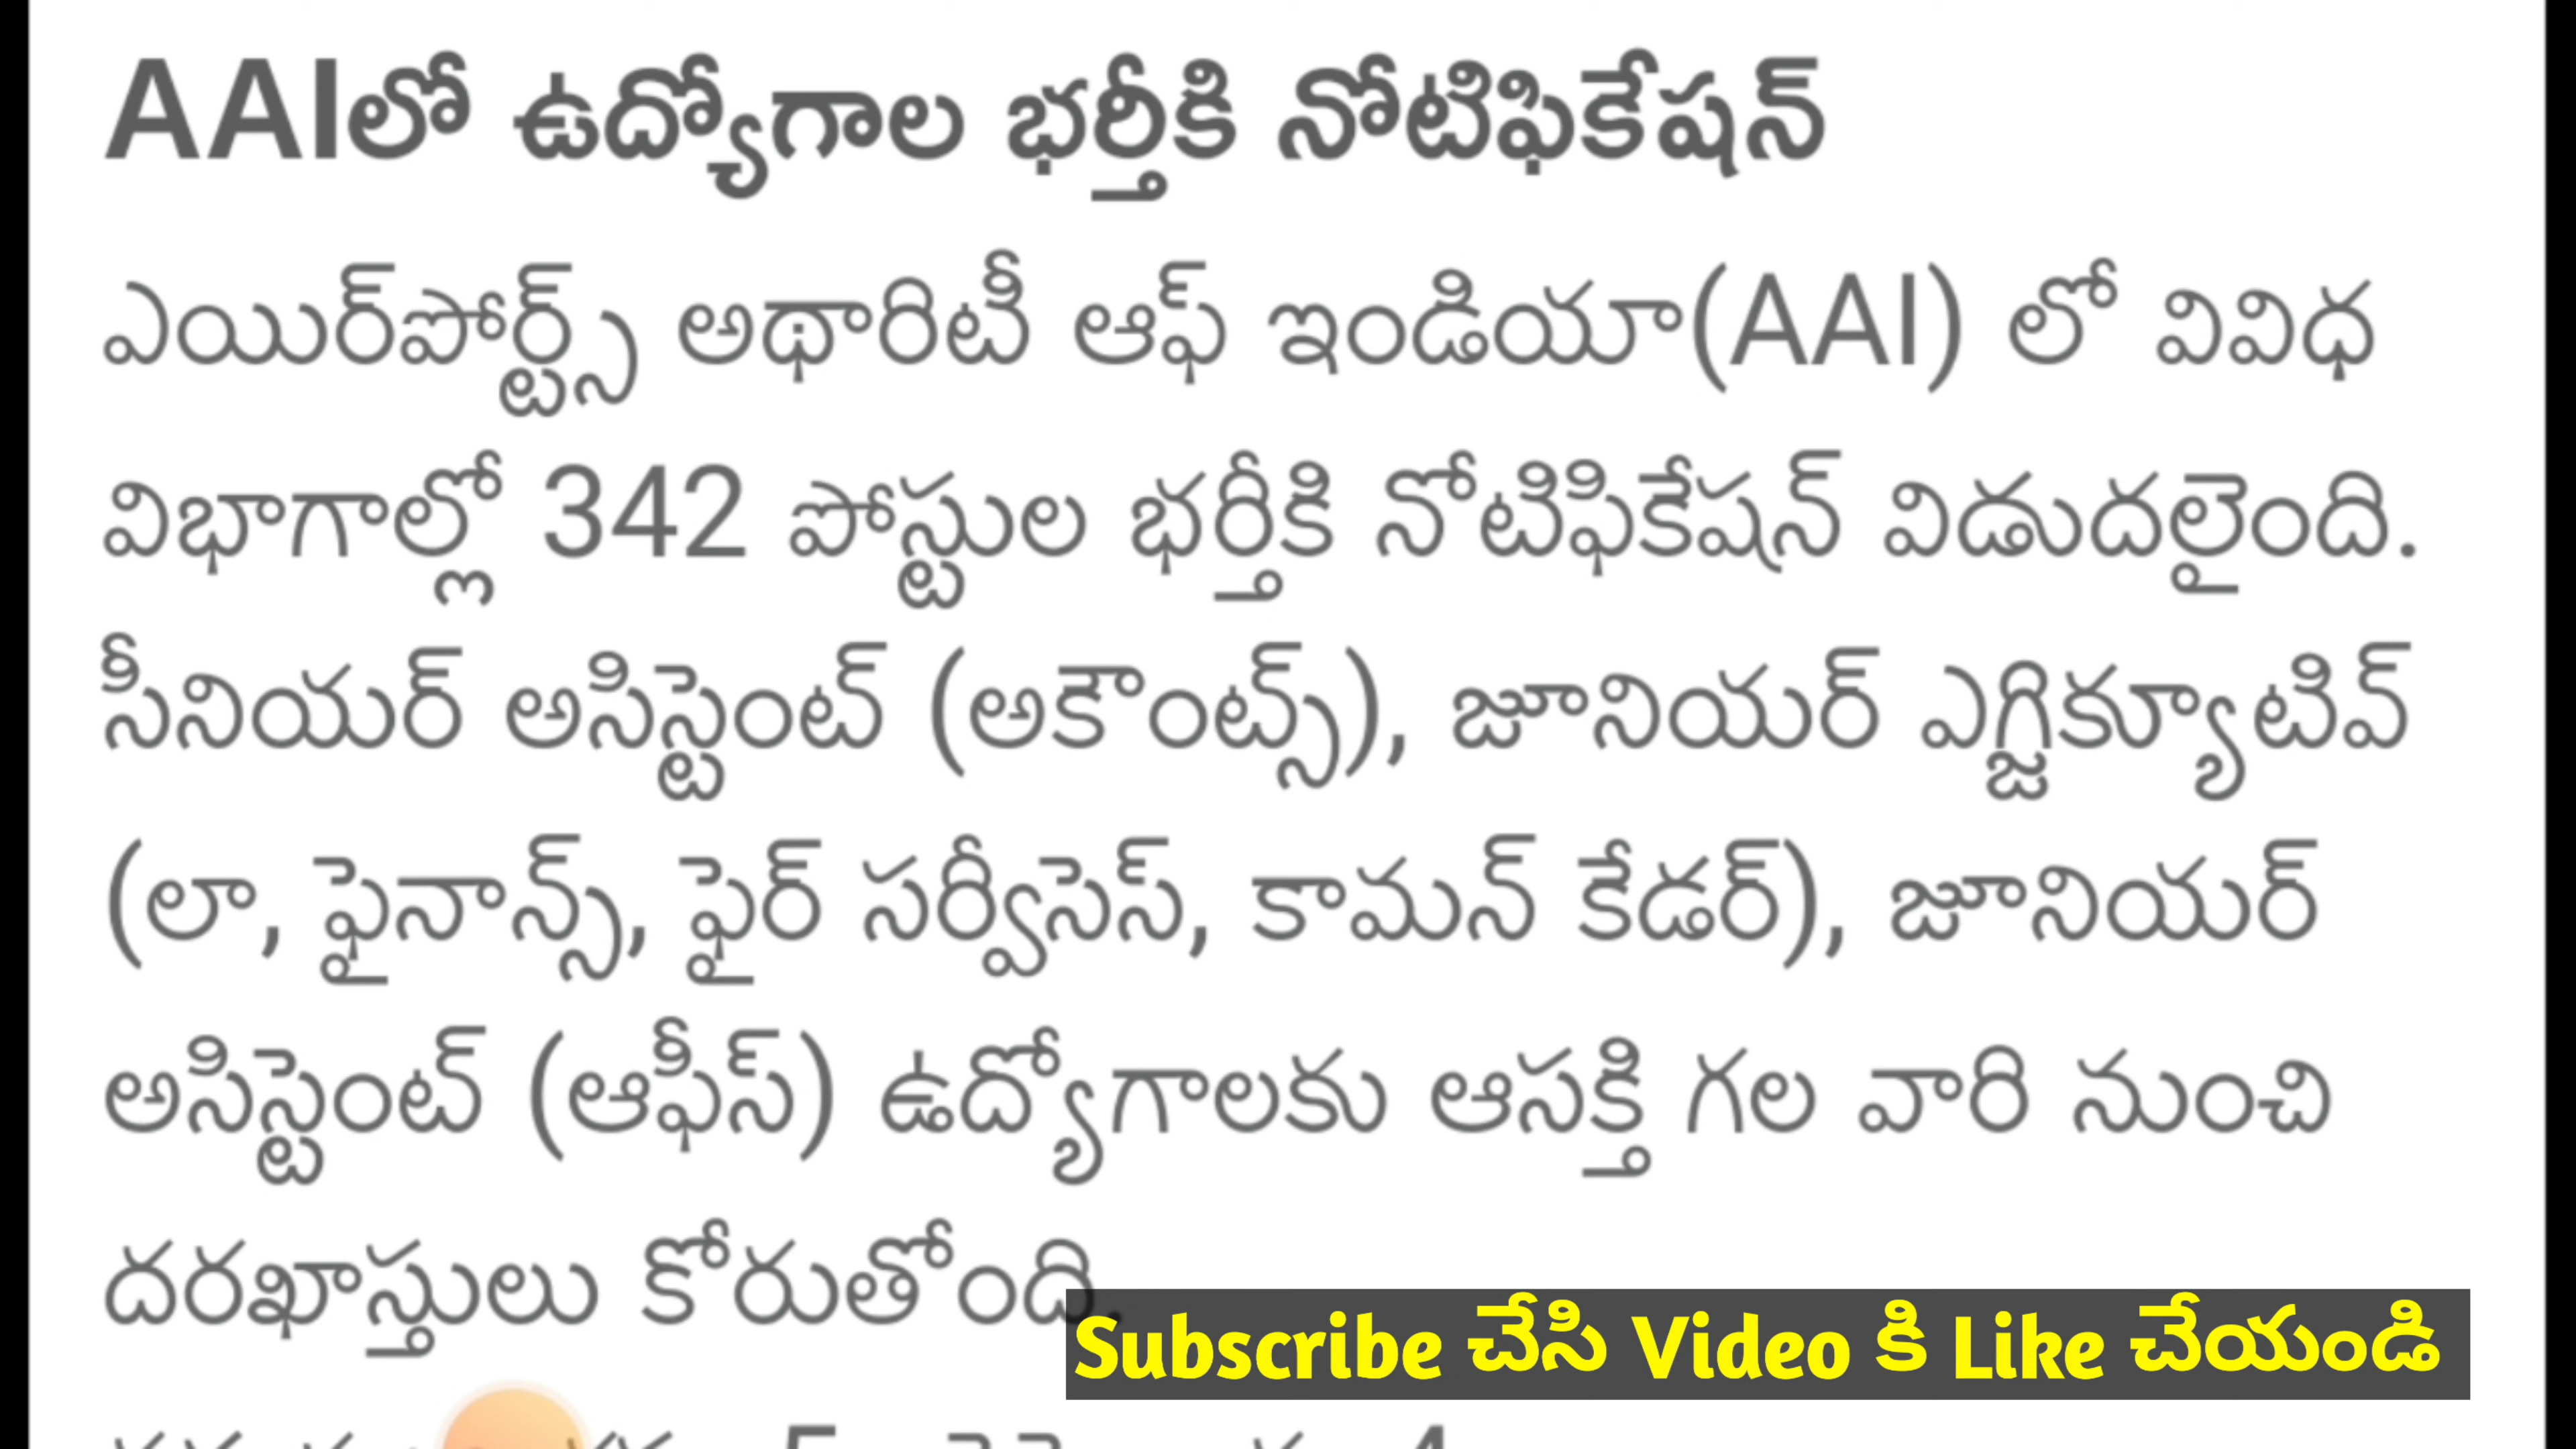 AAIలో ఉద్యోగాల భర్తీకి నోటిఫికేషన్
ఎయిర్‌పోర్ట్స్ అథారిటీ ఆఫ్ ఇండియా(AAI) లో వివిధ
విభాగాల్లో 342 పోస్టుల భర్తీకి నోటిఫికేషన్ విడుదలైంది.
సీనియర్ అసిస్టెంట్ (అకౌంట్స్), జూనియర్ ఎగ్జిక్యూటివ్
(లా, ఫైనాన్స్, ఫైర్ సర్వీసెస్, కామన్ కేడర్), జూనియర్
అసిస్టెంట్ (ఆఫీస్) ఉద్యోగాలకు ఆసక్తి గల వారి నుంచి
దరఖాస్తులు కోరుతోంది.
Subscribe చేసి Video కి Like చేయండి